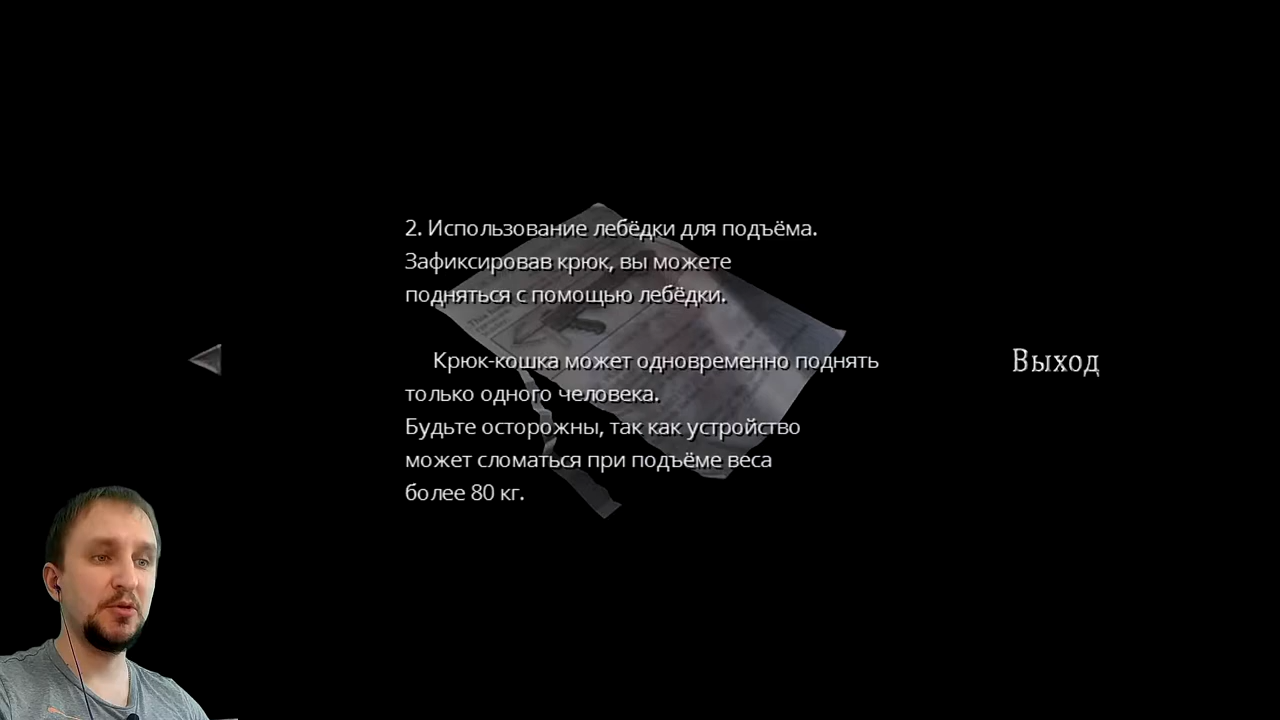 2. Использование лебёдки для подъёма.
Зафиксировав крюк, вы можете
подняться с помощью лебёдки.
Крюк-кошка может одновременно поднять
только одного человека.
Будьте осторожны, так как устройство
может сломаться при подъёме веса
более 80 кг.
Выход